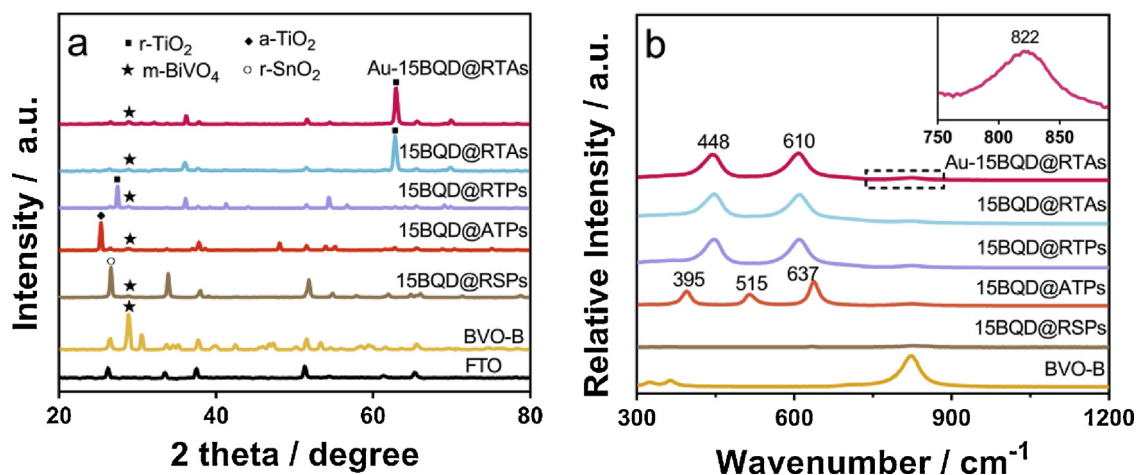 a
■ r-TiO₂
◆ a-TiO₂
★ m-BiVO₄
○ r-SnO₂
Au-15BQD@RTAs
15BQD@RTAs
15BQD@RTPs
15BQD@ATPs
15BQD@RSPs
BVO-B
FTO
Intensity / a.u.
20 40 60 80
2 theta / degree
b
822
750 800 850
448 610
Au-15BQD@RTAs
15BQD@RTAs
15BQD@RTPs
395 515 637
15BQD@ATPs
15BQD@RSPs
BVO-B
Relative Intensity / a.u.
300 600 900 1200
Wavenumber / cm⁻¹